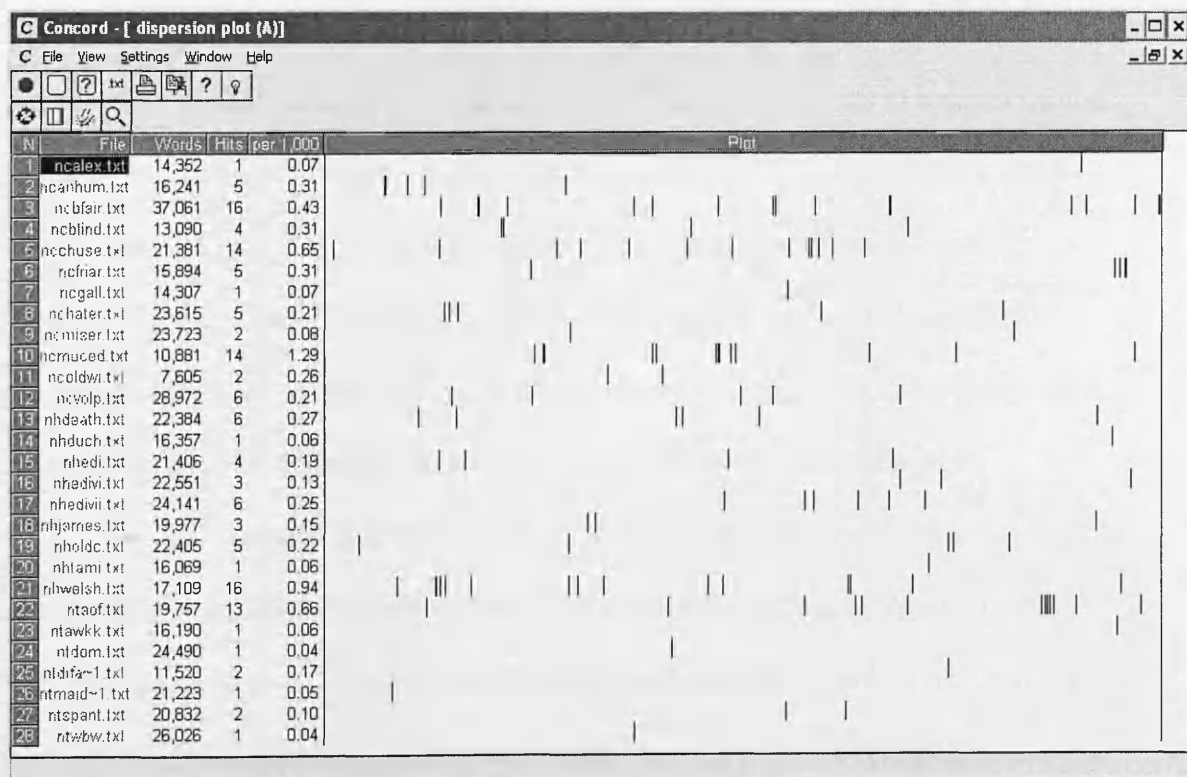 C Concord - [ dispersion plot (A)]
C File View Settings Window Help
? .txt ?
N File Words Hits per 1,000 Plot
1 ncalex.txt 14,352 1 0.07
2 ncanhum.txt 16,241 5 0.31
3 ncbfair.txt 37,061 16 0.43
4 ncblind.txt 13,090 4 0.31
5 ncchuse.txt 21,381 14 0.65
6 ncfriar.txt 15,894 5 0.31
7 ncgall.txt 14,307 1 0.07
8 nchater.txt 23,615 5 0.21
9 ncmiser.txt 23,723 2 0.08
10 ncmuced.txt 10,881 14 1.29
11 ncoldwi.txt 7,605 2 0.26
12 ncvolp.txt 28,972 6 0.21
13 nhdeath.txt 22,384 6 0.27
14 nhduch.txt 16,357 1 0.06
15 nhedi.txt 21,406 4 0.19
16 nhedivi.txt 22,551 3 0.13
17 nhedivii.txt 24,141 6 0.25
18 nhjames.txt 19,977 3 0.15
19 nholdc.txt 22,405 5 0.22
20 nhtami.txt 16,069 1 0.06
21 nhwelsh.txt 17,109 16 0.94
22 ntaof.txt 19,757 13 0.66
23 ntawkk.txt 16,190 1 0.06
24 ntdom.txt 24,490 1 0.04
25 ntdifa~1.txt 11,520 2 0.17
26 ntmaid~1.txt 21,223 1 0.05
27 ntspant.txt 20,832 2 0.10
28 ntwbw.txt 26,026 1 0.04